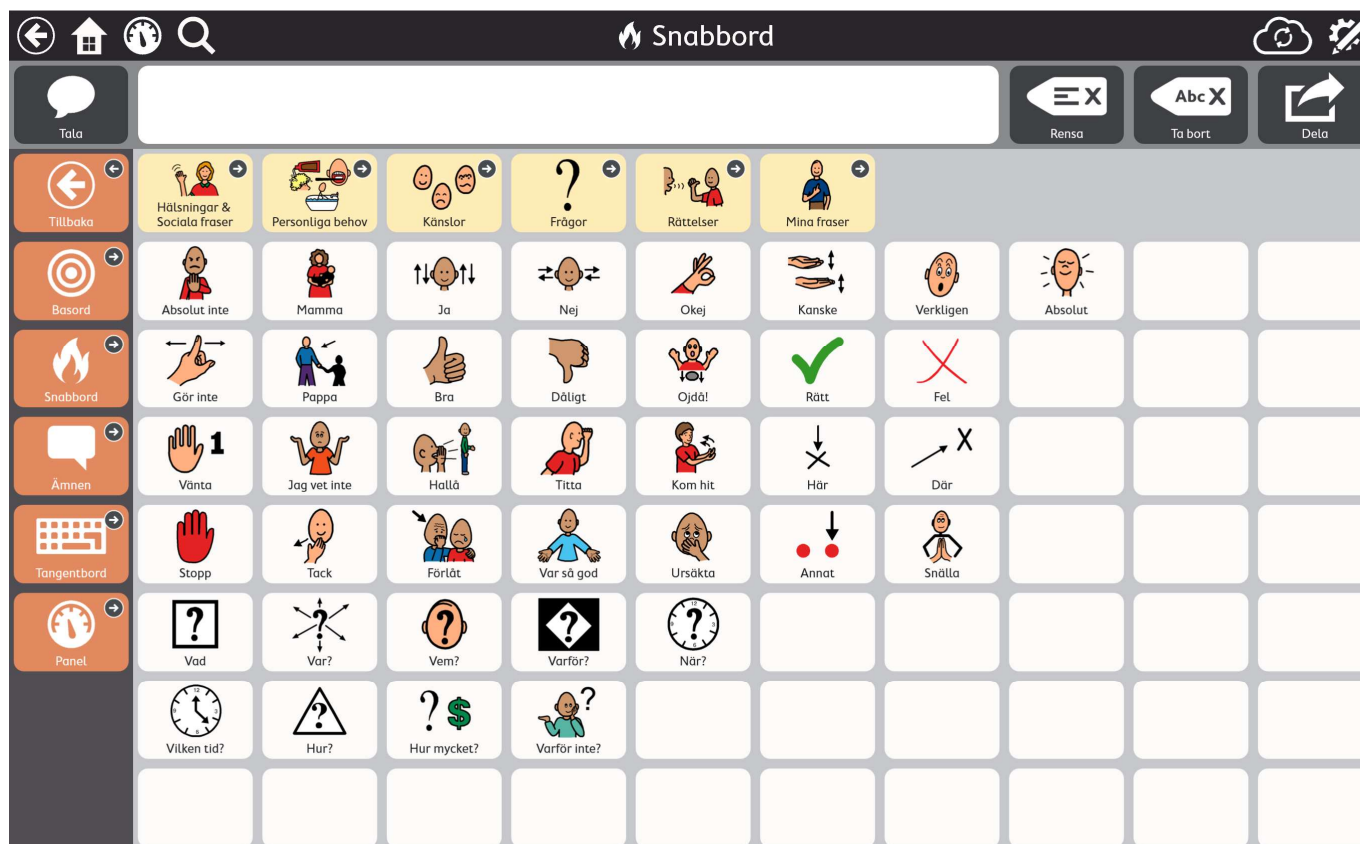 Snabbord
Tala
Rensa
Abc X
Ta bort
Dela
Tillbaka
Hälsningar &
Sociala fraser
Personliga behov
Känslor
Frågor
Rättelser
Mina fraser
Basord
Absolut inte
Mamma
Ja
Nej
Okej
Kanske
Verkligen
Absolut
Snabbord
Gör inte
Pappa
Bra
Dåligt
Ojdå!
Rätt
Fel
Ämnen
1
Vänta
Jag vet inte
Hallå
Titta
Kom hit
Här
X
Där
Tangentbord
Stopp
Tack
Förlåt
Var så god
Ursäkta
Annat
Snälla
Panel
?
Vad
?
Var?
?
Vem?
?
Varför?
?
När?
Vilken tid?
?
Hur?
? $
Hur mycket?
?
Varför inte?